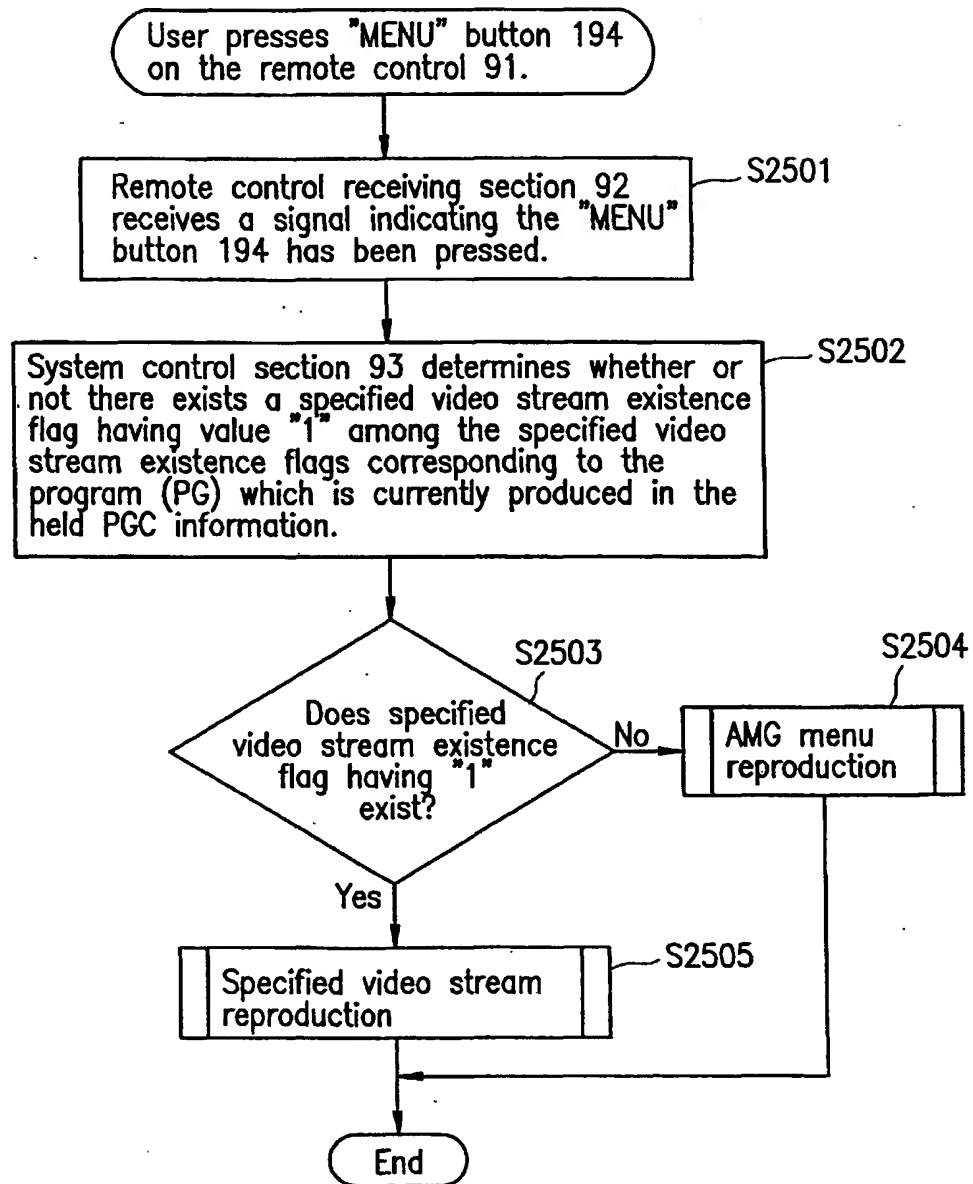 User presses "MENU" button 194
on the remote control 91.
S2501
Remote control receiving section 92
receives a signal indicating the "MENU"
button 194 has been pressed.
S2502
System control section 93 determines whether or
not there exists a specified video stream existence
flag having value "1" among the specified video
stream existence flags corresponding to the
program (PG) which is currently produced in the
held PGC information.
S2503
Does specified
video stream existence
flag having "1"
exist?
No
S2504
AMG menu
reproduction
Yes
S2505
Specified video stream
reproduction
End